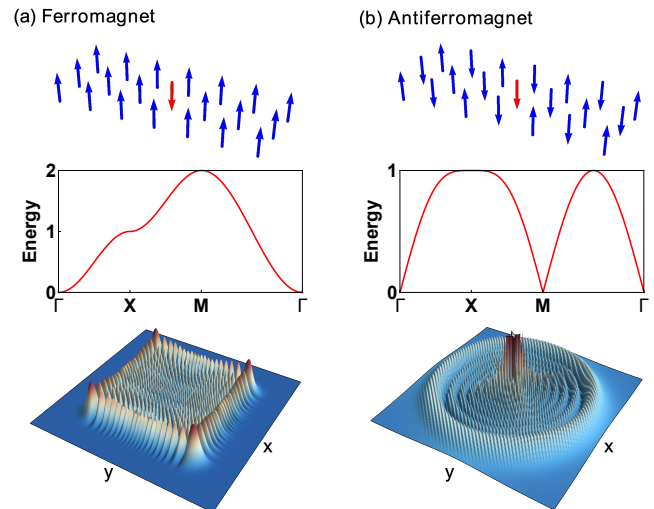 (a) Ferromagnet
(b) Antiferromagnet
2
1
0
Energy
Γ X M Γ
1
0
Energy
Γ X M Γ
x
y
x
y